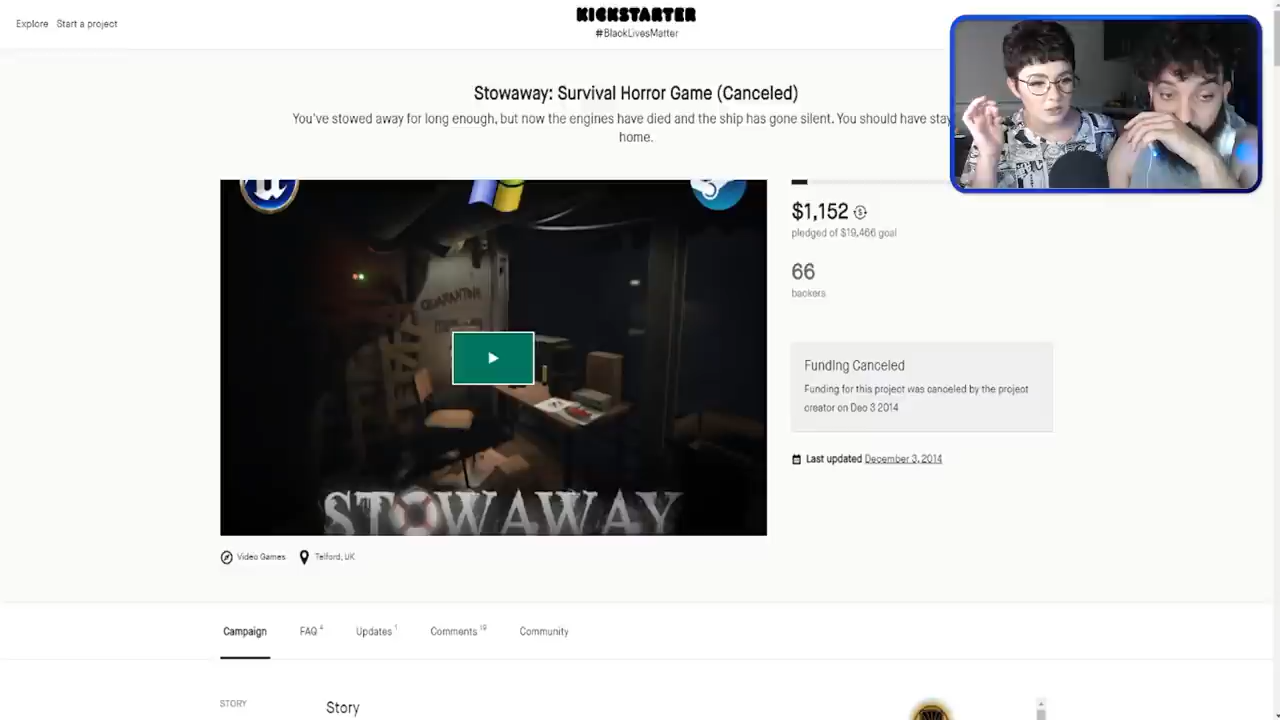 Explore Start a project
KICKSTARTER
#BlackLivesMatter
Stowaway: Survival Horror Game (Canceled)
You've stowed away for long enough, but now the engines have died and the ship has gone silent. You should have stay
home.
QUARANTINE
STOWAWAY
$1,152
pledged of $19,466 goal
66
backers
Funding Canceled
Funding for this project was canceled by the project
creator on Dec 3 2014
Last updated December 3, 2014
Video Games Telford, UK
Campaign FAQ 4 Updates 1 Comments 19 Community
STORY
Story